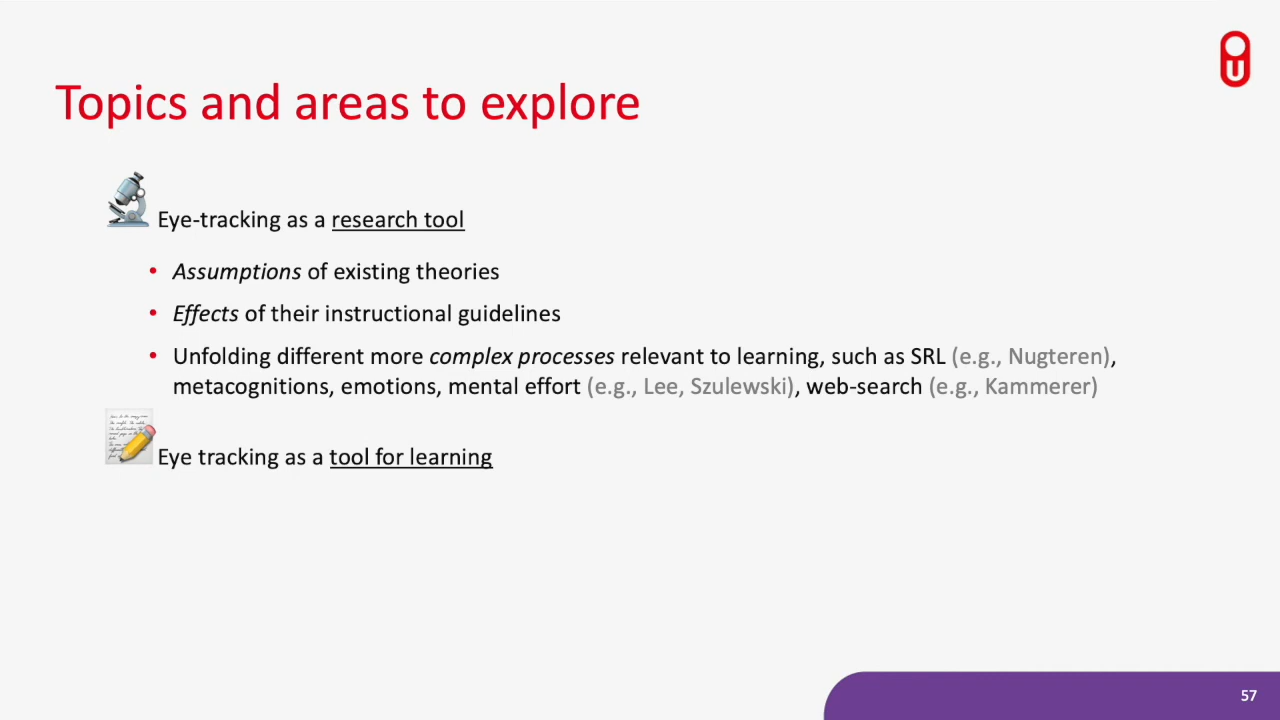 Topics and areas to explore
Eye-tracking as a research tool
• Assumptions of existing theories
• Effects of their instructional guidelines
• Unfolding different more complex processes relevant to learning, such as SRL (e.g., Nugteren),
metacognitions, emotions, mental effort (e.g., Lee, Szulewski), web-search (e.g., Kammerer)
Eye tracking as a tool for learning
57